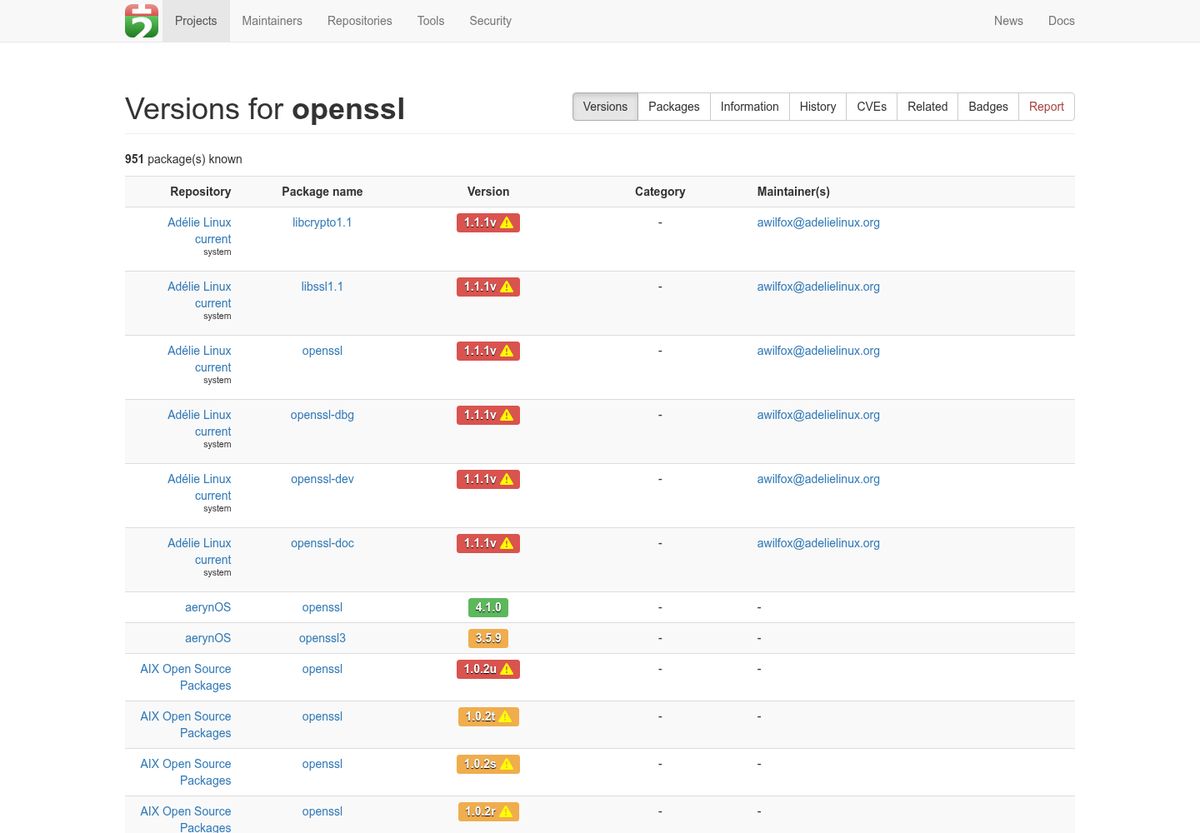 Projects Maintainers Repositories Tools Security News Docs
Versions for openssl
Versions Packages Information History CVEs Related Badges Report
951 package(s) known
Repository Package name Version Category Maintainer(s)
Adélie Linux libcrypto1.1 1.1.1v - awilfox@adelielinux.org
current
system
Adélie Linux libssl1.1 1.1.1v - awilfox@adelielinux.org
current
system
Adélie Linux openssl 1.1.1v - awilfox@adelielinux.org
current
system
Adélie Linux openssl-dbg 1.1.1v - awilfox@adelielinux.org
current
system
Adélie Linux openssl-dev 1.1.1v - awilfox@adelielinux.org
current
system
Adélie Linux openssl-doc 1.1.1v - awilfox@adelielinux.org
current
system
aerynOS openssl 4.1.0 - -
aerynOS openssl3 3.5.9 - -
AIX Open Source openssl 1.0.2u - -
Packages
AIX Open Source openssl 1.0.2t - -
Packages
AIX Open Source openssl 1.0.2s - -
Packages
AIX Open Source openssl 1.0.2r - -
Packages